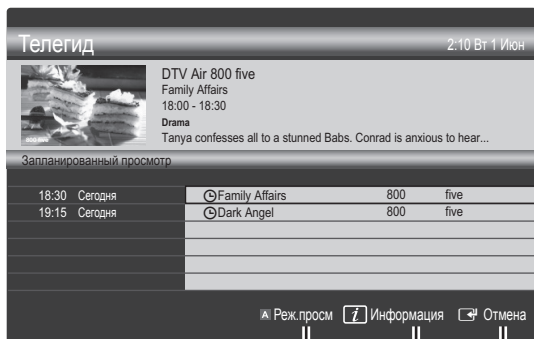 Телегид 2:10 Вт 1 Июн
DTV Air 800 five
Family Affairs
18:00 - 18:30
Drama
Tanya confesses all to a stunned Babs. Conrad is anxious to hear...
800 five
Запланированный просмотр
18:30 Сегодня Family Affairs 800 five
19:15 Сегодня Dark Angel 800 five
A Реж.просм i Информация Отмена